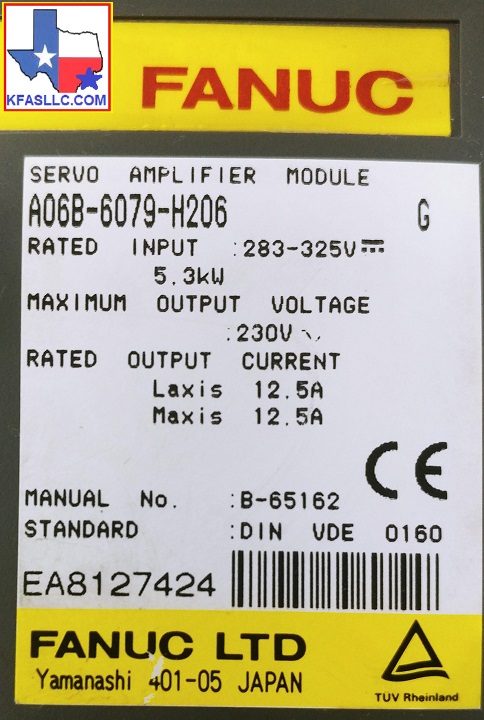 KFASLLC.COM
FANUC
SERVO AMPLIFIER MODULE
A06B-6079-H206 G
RATED INPUT :283-325V⎓
5.3kW
MAXIMUM OUTPUT VOLTAGE
:230V~
RATED OUTPUT CURRENT
Laxis 12.5A
Maxis 12.5A
CE
MANUAL No. :B-65162
STANDARD :DIN VDE 0160
EA8127424
FANUC LTD
Yamanashi 401-05 JAPAN
TÜV Rheinland